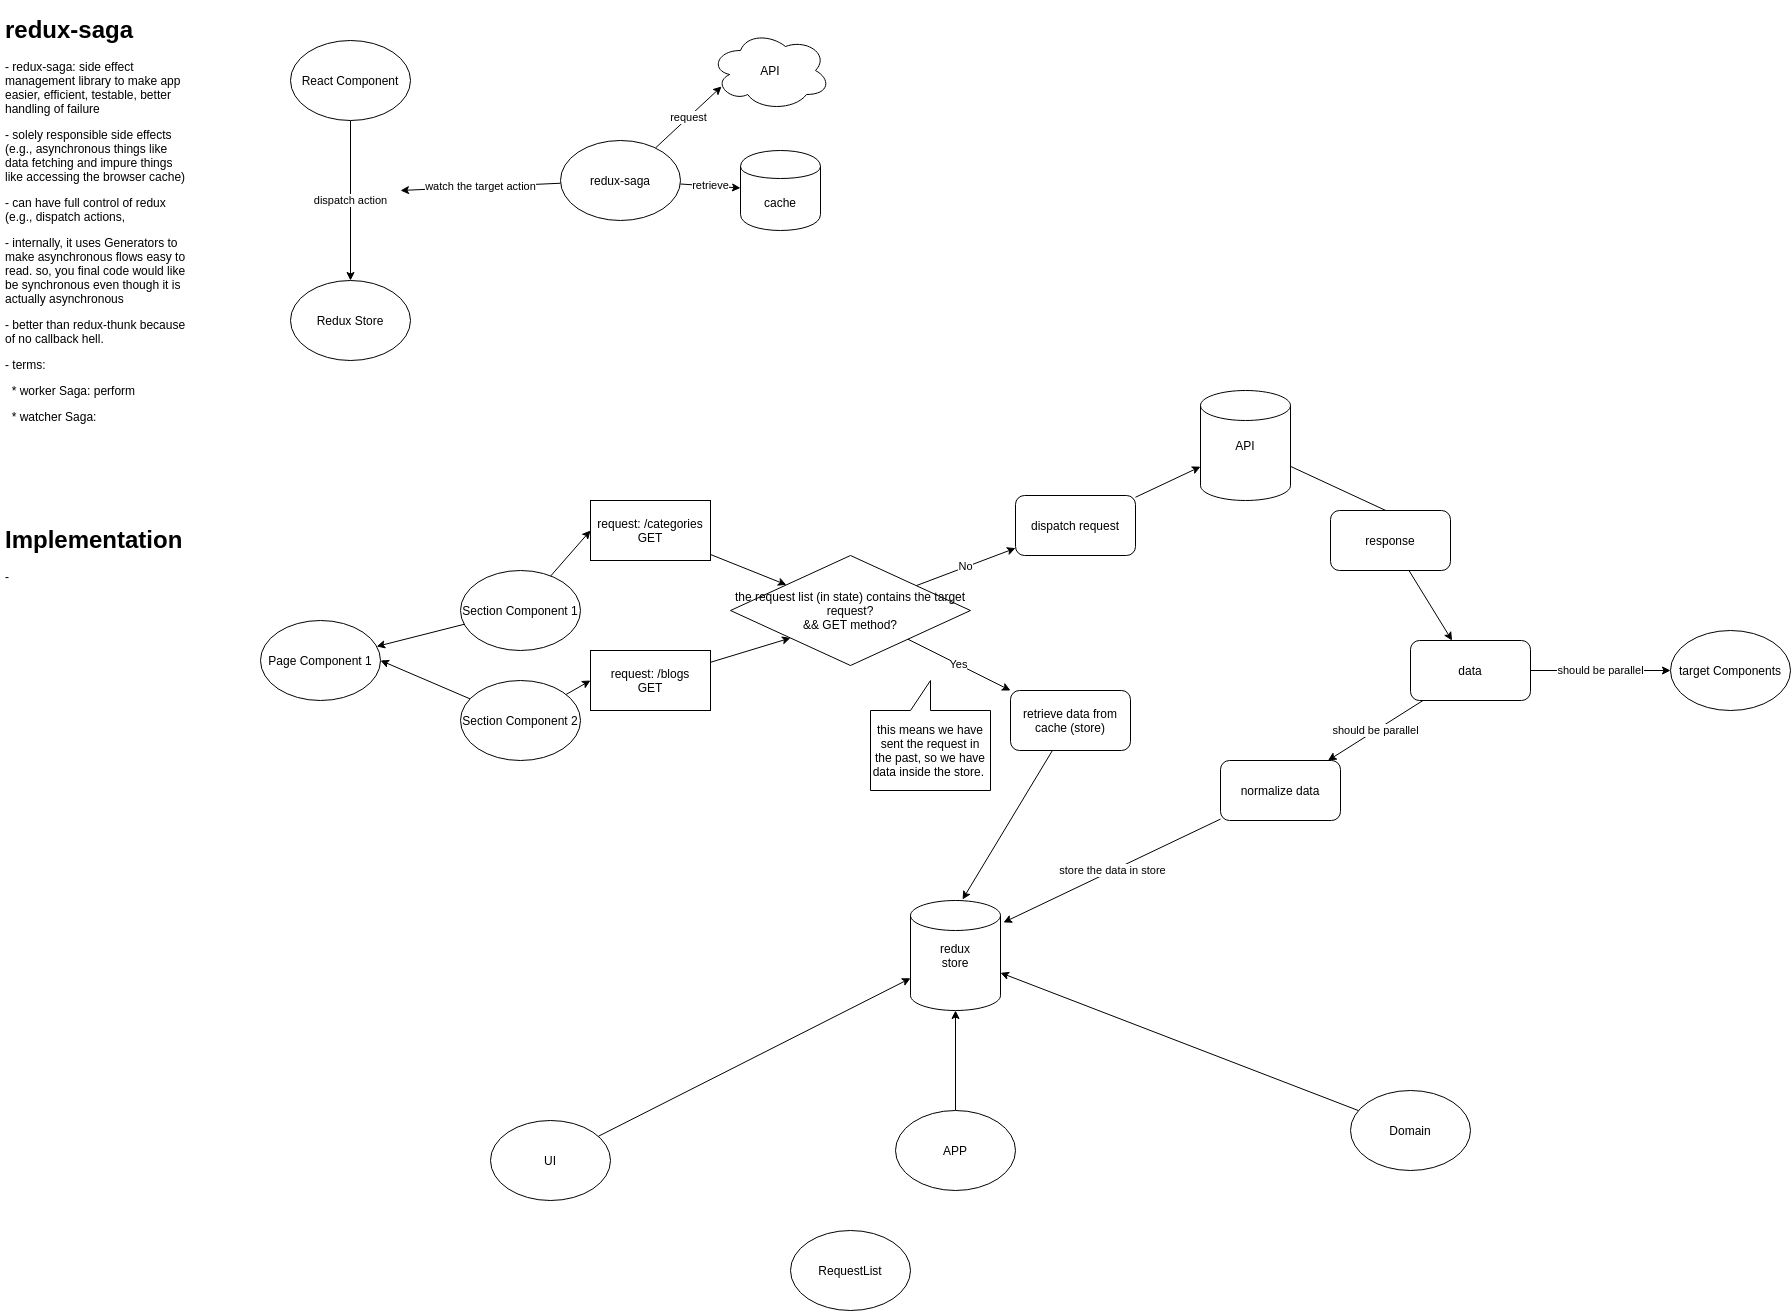 redux-saga
- redux-saga: side effect
management library to make app
easier, efficient, testable, better
handling of failure
- solely responsible side effects
(e.g., asynchronous things like
data fetching and impure things
like accessing the browser cache)
- can have full control of redux
(e.g., dispatch actions,
- internally, it uses Generators to
make asynchronous flows easy to
read. so, you final code would like
be synchronous even though it is
actually asynchronous
- better than redux-thunk because
of no callback hell.
- terms:
* worker Saga: perform
* watcher Saga:
React Component
dispatch action
Redux Store
watch the target action
redux-saga
request
API
retrieve
cache
Implementation
-
Page Component 1
Section Component 1
Section Component 2
request: /categories
GET
request: /blogs
GET
the request list (in state) contains the target
request?
&& GET method?
No
dispatch request
API
response
data
should be parallel
target Components
should be parallel
normalize data
store the data in store
Yes
retrieve data from
cache (store)
this means we have
sent the request in
the past, so we have
data inside the store.
redux
store
UI
APP
Domain
RequestList